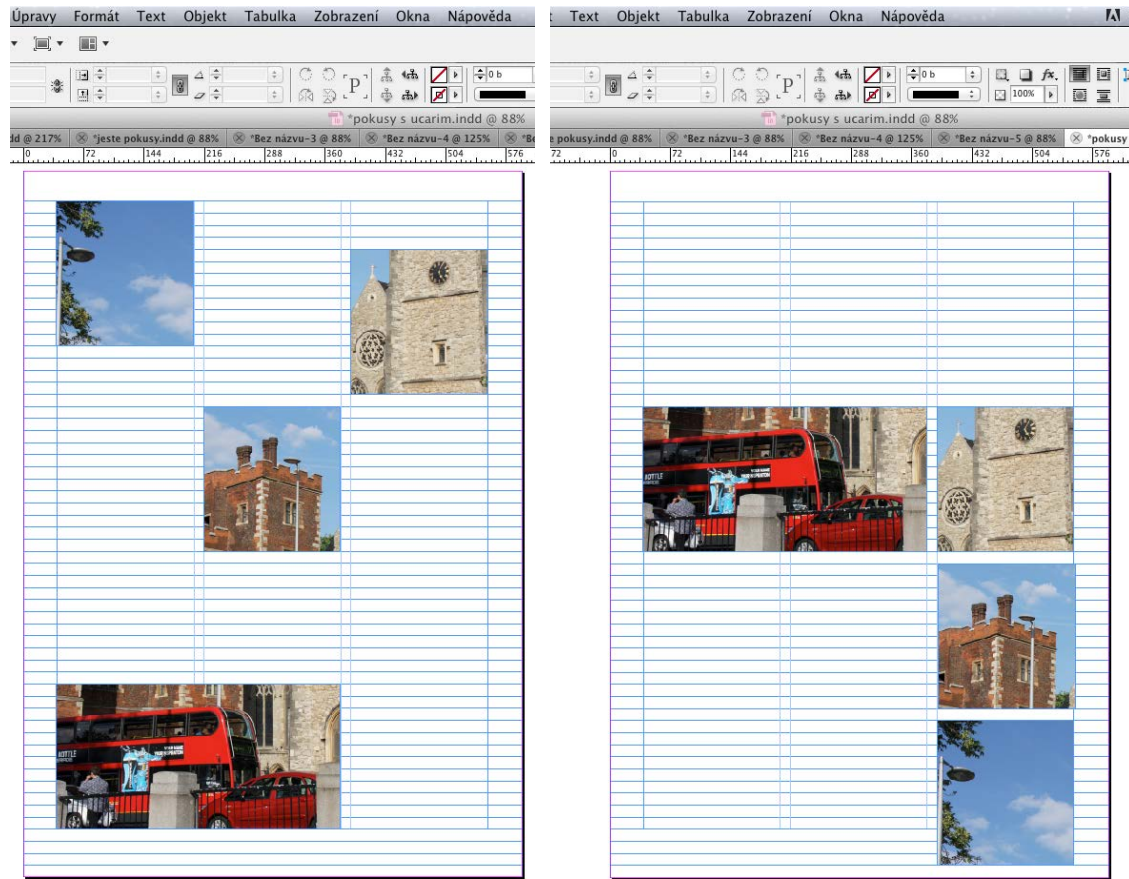 Úpravy Formát Text Objekt Tabulka Zobrazení Okna Nápověda
P
0 b
*pokusy s ucarim.indd @ 88%
dd @ 217% *jeste pokusy.indd @ 88% *Bez názvu-3 @ 88% *Bez názvu-4 @ 125% *Be
0 72 144 216 288 360 432 504 576
t Text Objekt Tabulka Zobrazení Okna Nápověda
P
0 b
fx.
100%
*pokusy s ucarim.indd @ 88%
e pokusy.indd @ 88% *Bez názvu-3 @ 88% *Bez názvu-4 @ 125% *Bez názvu-5 @ 88% *pokusy
72 0 72 144 216 288 360 432 504 576